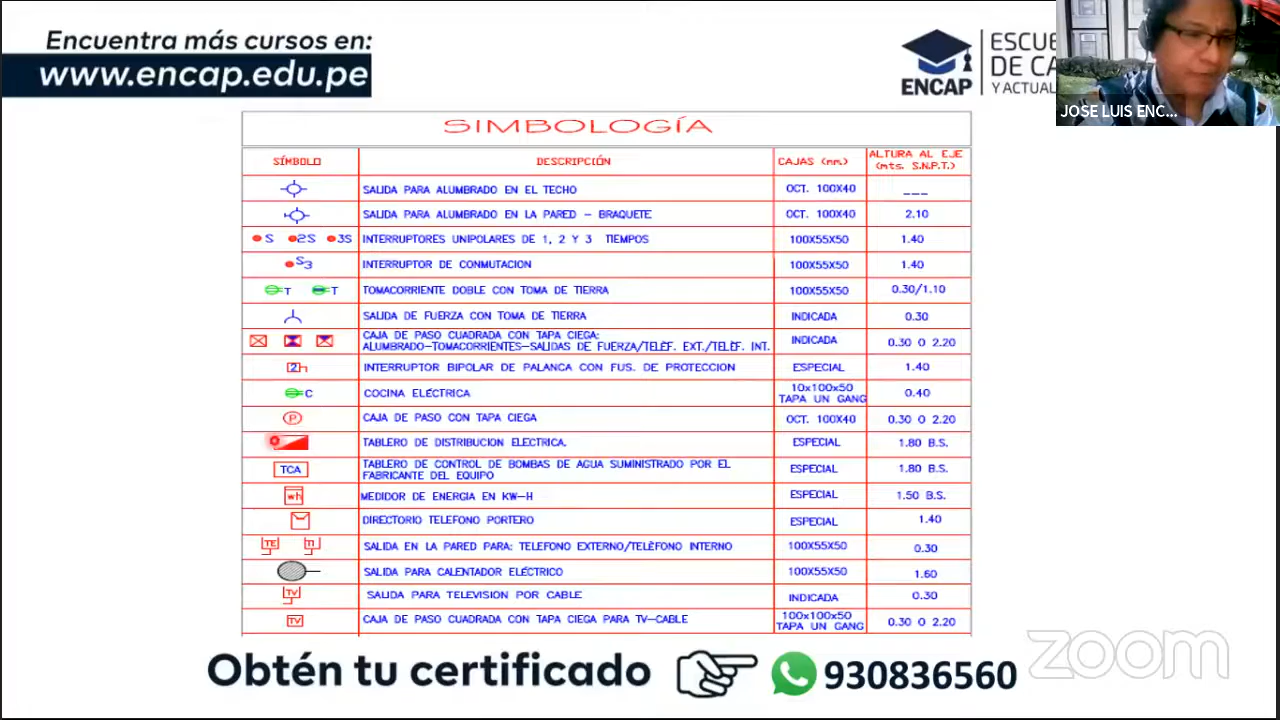 Encuentra más cursos en:
www.encap.edu.pe
ENCAP
ESCUE
DE CA
Y ACTUAL
JOSE LUIS ENC...
SIMBOLOGÍA
SÍMBOLO DESCRIPCIÓN CAJAS (mm.) ALTURA AL EJE (mts. S.N.P.T.)
SALIDA PARA ALUMBRADO EN EL TECHO OCT. 100X40 ___
SALIDA PARA ALUMBRADO EN LA PARED - BRAQUETE OCT. 100X40 2.10
S 2S 3S INTERRUPTORES UNIPOLARES DE 1, 2 Y 3 TIEMPOS 100X55X50 1.40
S3 INTERRUPTOR DE CONMUTACION 100X55X50 1.40
T T TOMACORRIENTE DOBLE CON TOMA DE TIERRA 100X55X50 0.30/1.10
SALIDA DE FUERZA CON TOMA DE TIERRA INDICADA 0.30
CAJA DE PASO CUADRADA CON TAPA CIEGA:
ALUMBRADO-TOMACORRIENTES-SALIDAS DE FUERZA/TELÉF. EXT./TELÉF. INT. INDICADA 0.30 O 2.20
2 INTERRUPTOR BIPOLAR DE PALANCA CON FUS. DE PROTECCION ESPECIAL 1.40
C COCINA ELÉCTRICA 10x100x50 TAPA UN GANG 0.40
P CAJA DE PASO CON TAPA CIEGA OCT. 100X40 0.30 O 2.20
TABLERO DE DISTRIBUCION ELECTRICA. ESPECIAL 1.80 B.S.
TCA TABLERO DE CONTROL DE BOMBAS DE AGUA SUMINISTRADO POR EL
FABRICANTE DEL EQUIPO ESPECIAL 1.80 B.S.
wh MEDIDOR DE ENERGIA EN KW-H ESPECIAL 1.50 B.S.
DIRECTORIO TELEFONO PORTERO ESPECIAL 1.40
TE TI SALIDA EN LA PARED PARA: TELEFONO EXTERNO/TELÉFONO INTERNO 100X55X50 0.30
SALIDA PARA CALENTADOR ELÉCTRICO 100X55X50 1.60
TV SALIDA PARA TELEVISION POR CABLE INDICADA 0.30
TV CAJA DE PASO CUADRADA CON TAPA CIEGA PARA TV-CABLE 100x100x50 TAPA UN GANG 0.30 O 2.20
Obtén tu certificado 930836560
zoom